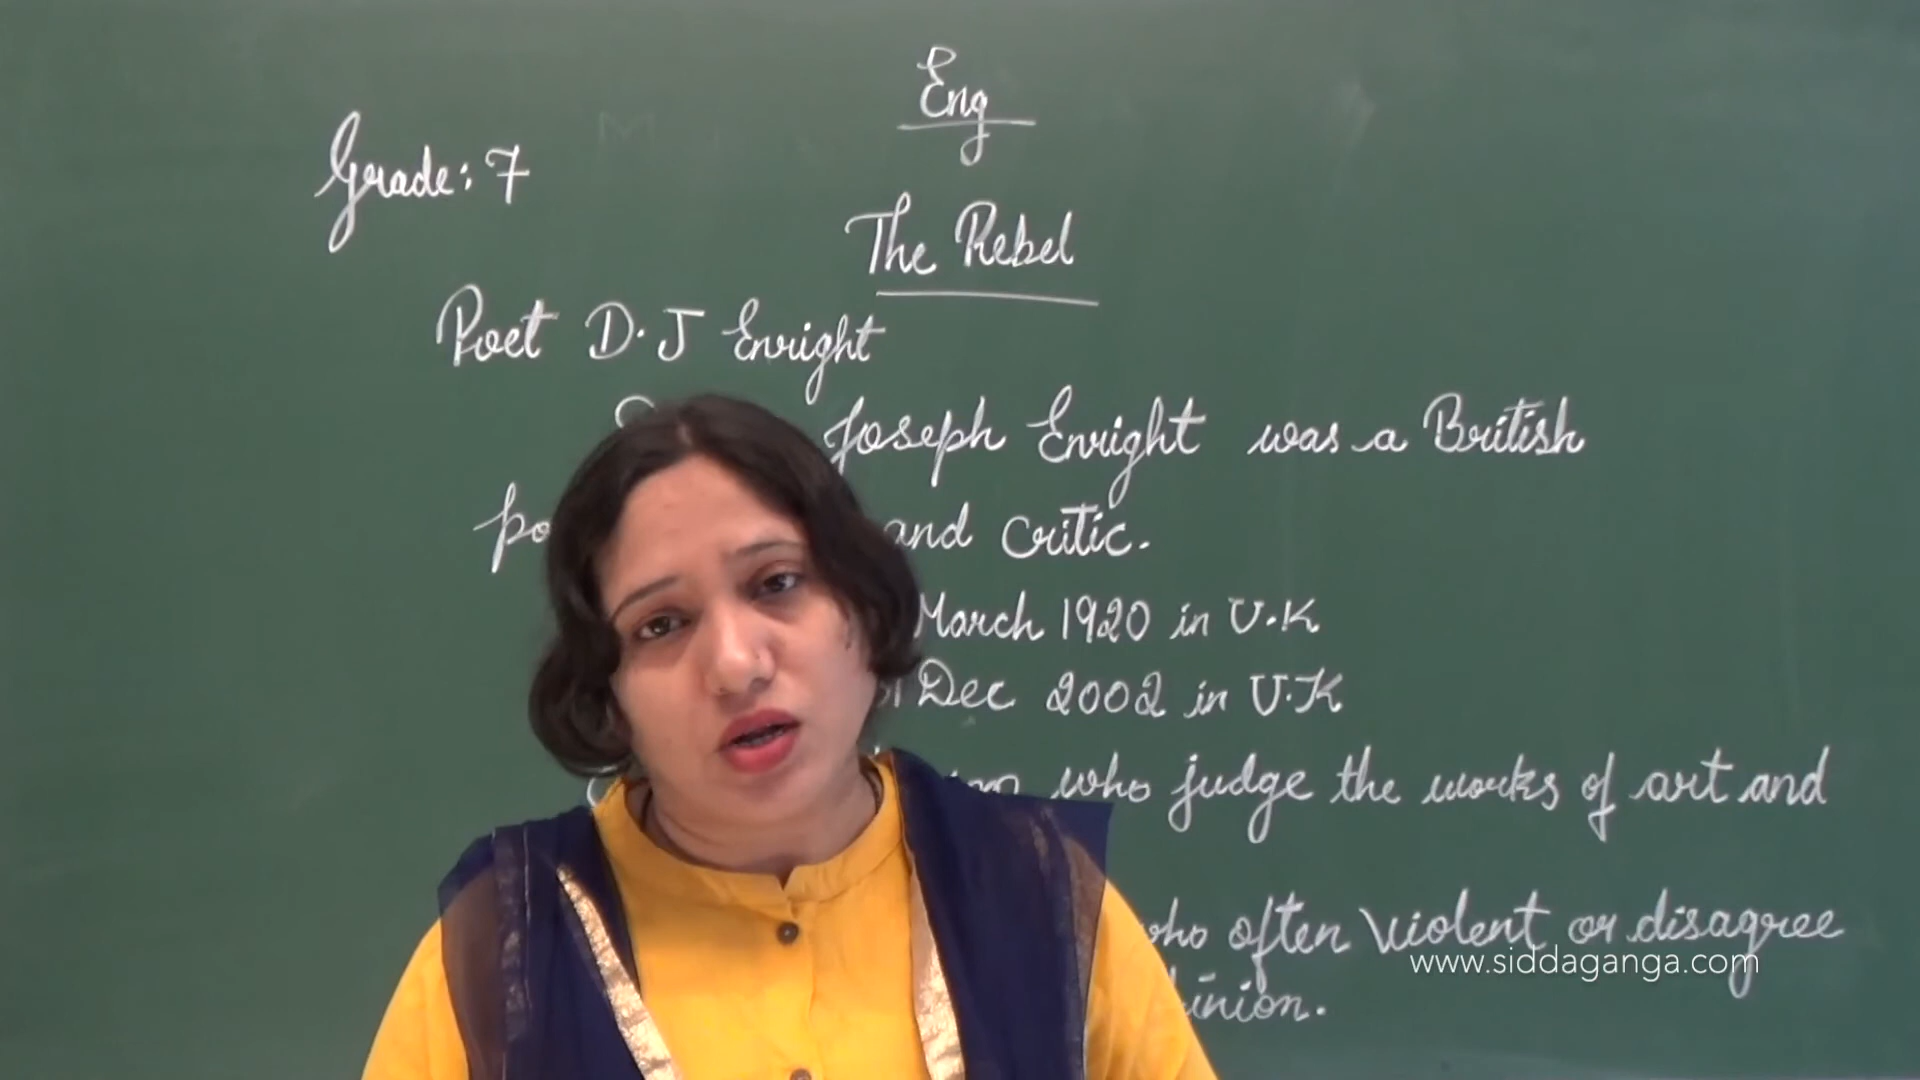 Eng
Grade: 7
The Rebel
Poet D.J Enright
Joseph Enright was a British
and critic.
March 1920 in U.K
Dec 2002 in U.K
who judge the works of art and
who often violent or disagree
www.siddaganga.com